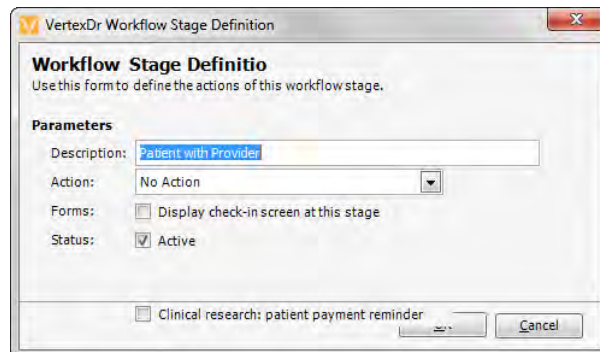 VertexDr Workflow Stage Definition
Workflow Stage Definitio
Use this form to define the actions of this workflow stage.
Parameters
Description: Patient with Provider
Action: No Action
Forms: Display check-in screen at this stage
Status: Active
Clinical research: patient payment reminder
Cancel